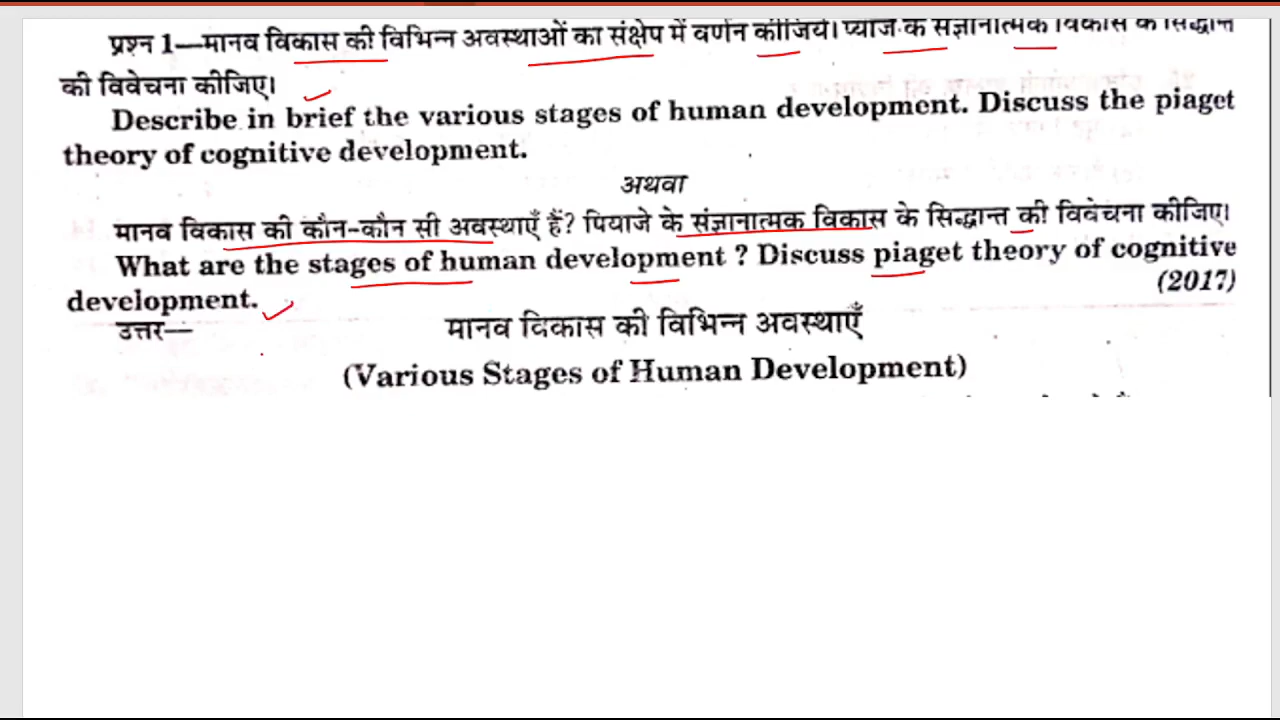 प्रश्न 1—मानव विकास की विभिन्न अवस्थाओं का संक्षेप में वर्णन कीजिये। प्याज के संज्ञानात्मक विकास के सिद्धान्त
की विवेचना कीजिए।
Describe in brief the various stages of human development. Discuss the piaget
theory of cognitive development.
अथवा
मानव विकास की कौन-कौन सी अवस्थाएँ हैं? पियाजे के संज्ञानात्मक विकास के सिद्धान्त की विवेचना कीजिए।
What are the stages of human development ? Discuss piaget theory of cognitive
development. (2017)
उत्तर— मानव विकास की विभिन्न अवस्थाएँ
(Various Stages of Human Development)